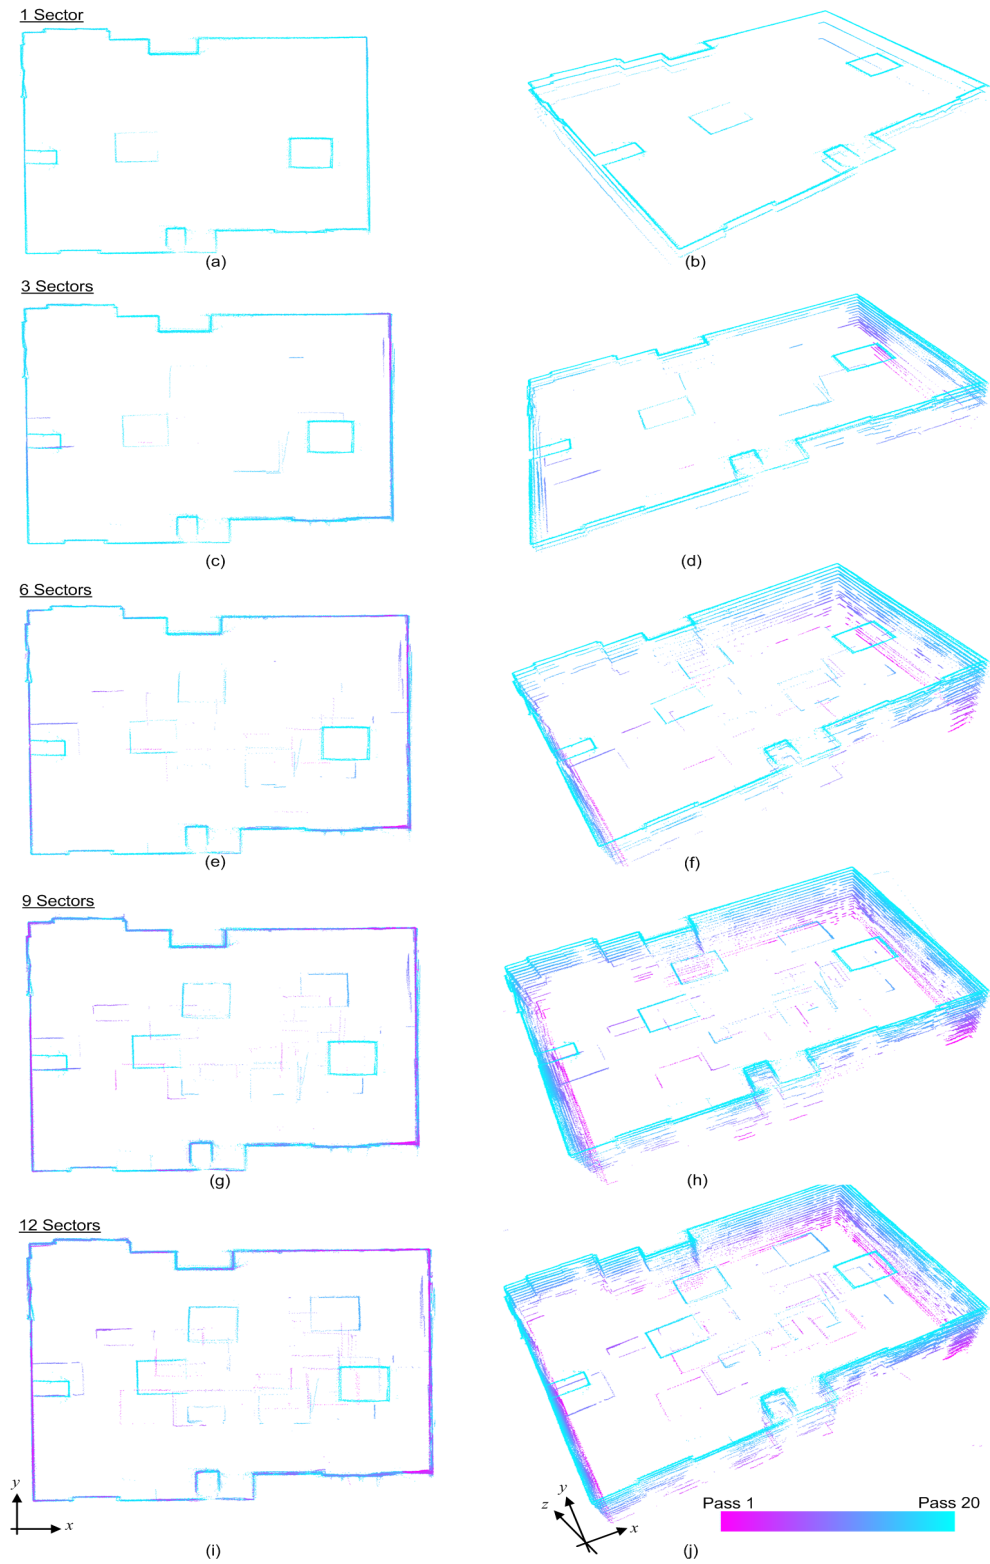 1 Sector
(a)
(b)
3 Sectors
(c)
(d)
6 Sectors
(e)
(f)
9 Sectors
(g)
(h)
12 Sectors
y
x
(i)
y
z
x
Pass 1
Pass 20
(j)